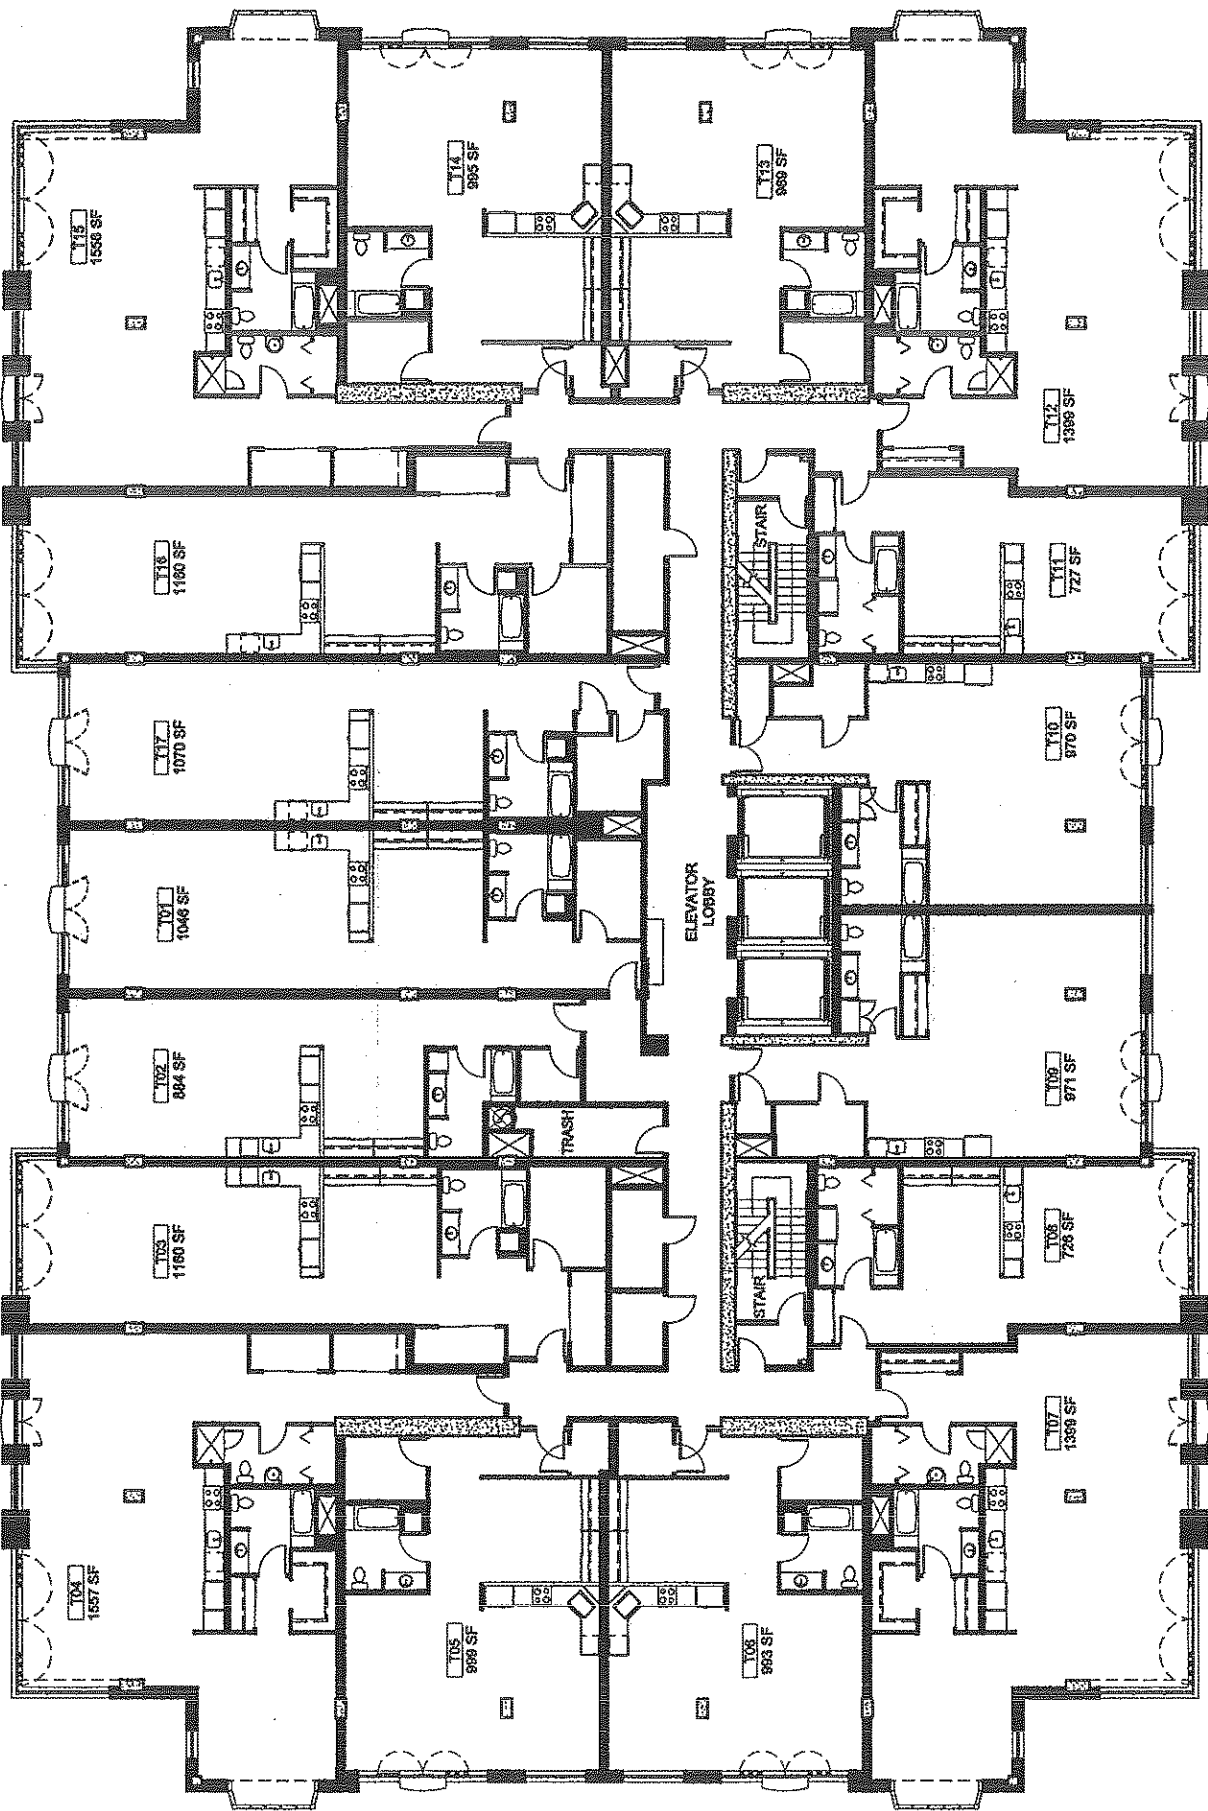 T15
1558 SF
T14
995 SF
T13
989 SF
T12
1399 SF
T16
1160 SF
STAIR
T11
727 SF
T17
1070 SF
T10
970 SF
T01
1046 SF
ELEVATOR
LOBBY
T02
884 SF
TRASH
T09
971 SF
T03
1160 SF
STAIR
T08
726 SF
T04
1557 SF
T05
999 SF
T06
993 SF
T07
1399 SF